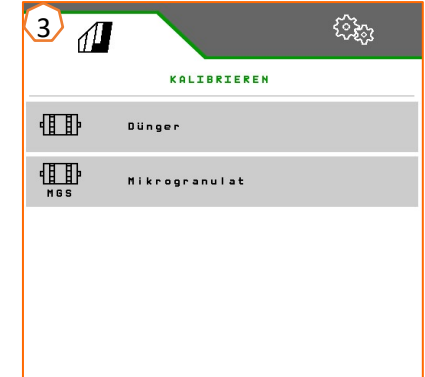 3
KALIBRIEREN
Dünger
MGS
Mikrogranulat